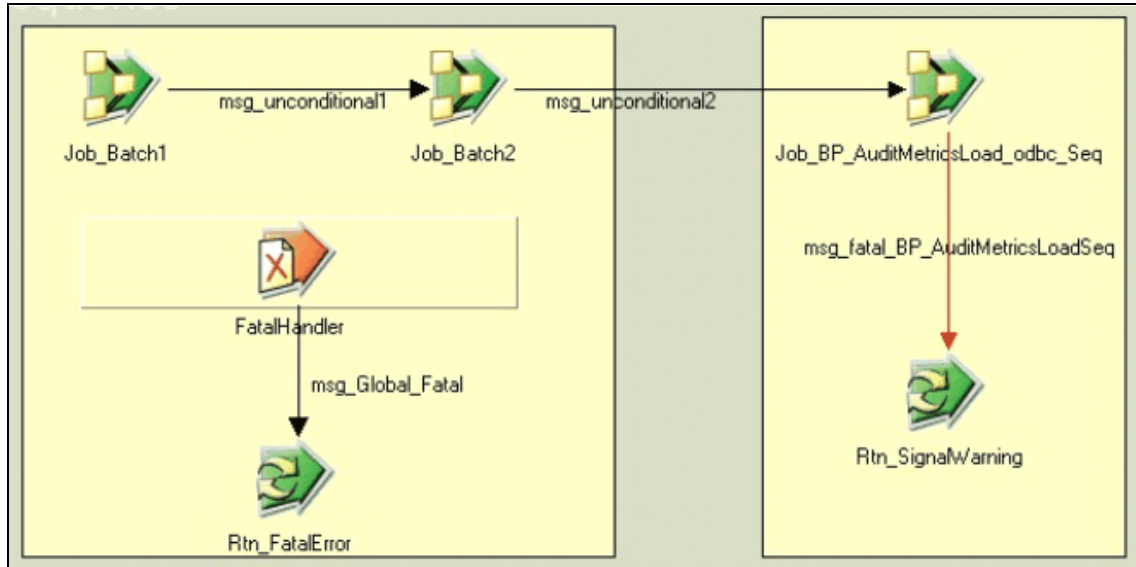 msg_unconditional1
msg_unconditional2
Job_Batch1
Job_Batch2
Job_BP_AuditMetricsLoad_odbc_Seq
msg_fatal_BP_AuditMetricsLoadSeq
FatalHandler
msg_Global_Fatal
Rtn_SignalWarning
Rtn_FatalError